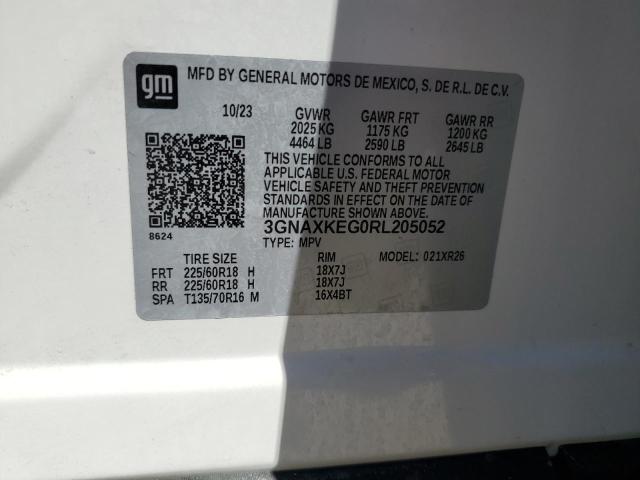 gm
MFD BY GENERAL MOTORS DE MEXICO, S. DE R.L. DE C.V.
10/23 GVWR GAWR FRT GAWR RR
2025 KG 1175 KG 1200 KG
4464 LB 2590 LB 2645 LB
THIS VEHICLE CONFORMS TO ALL
APPLICABLE U.S. FEDERAL MOTOR
VEHICLE SAFETY AND THEFT PREVENTION
STANDARDS IN EFFECT ON THE DATE OF
MANUFACTURE.
3GNAXKEG0RL205052
8624
TYPE: MPV MODEL: 021XR26
TIRE SIZE RIM
FRT 225/60R18 H 18X7J
RR 225/60R18 H 18X7J
SPA T135/70R16 M 16X4BT